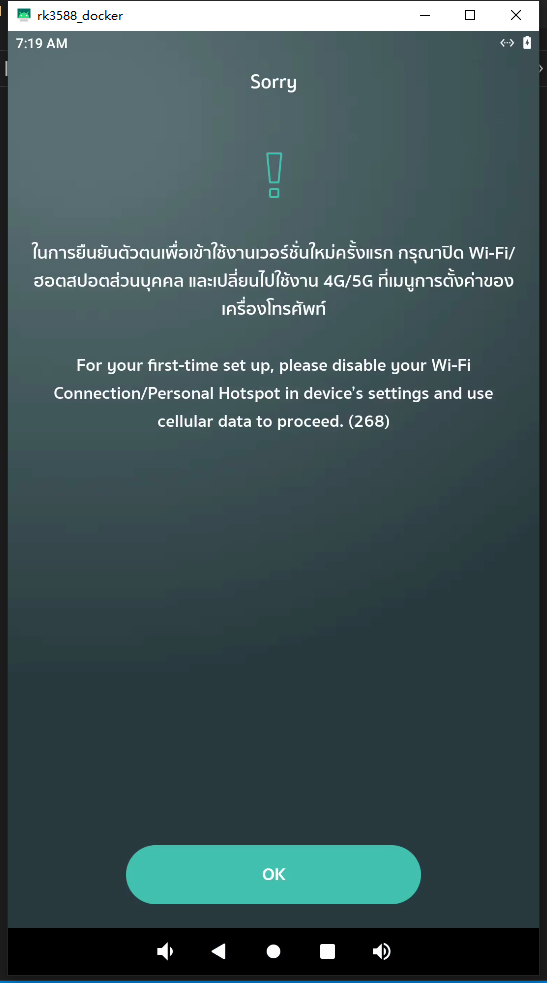 rk3588_docker
7:19 AM
Sorry
ในการยืนยันตัวตนเพื่อเข้าใช้งานเวอร์ชั่นใหม่ครั้งแรก กรุณาปิด Wi-Fi/
ฮอตสปอตส่วนบุคคล และเปลี่ยนไปใช้งาน 4G/5G ที่เมนูการตั้งค่าของ
เครื่องโทรศัพท์
For your first-time set up, please disable your Wi-Fi
Connection/Personal Hotspot in device's settings and use
cellular data to proceed. (268)
OK